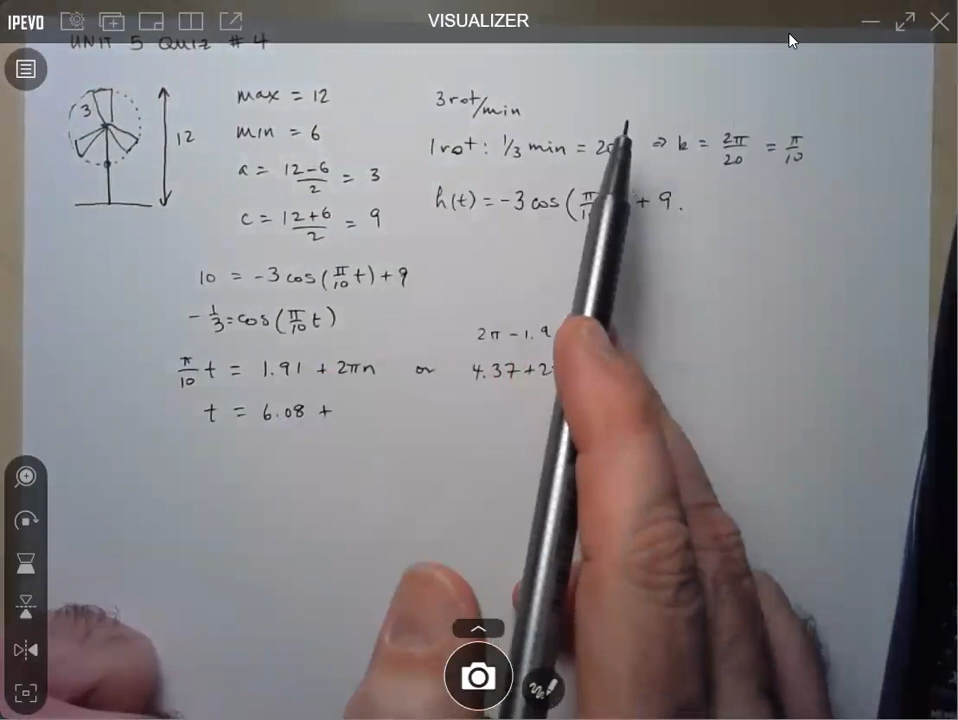 IPEVO
VISUALIZER
UNIT 5 QUIZ # 4
3
12
max = 12
min = 6
a = 12-6/2 = 3
c = 12+6/2 = 9
3 rot/min
1 rot : 1/3 min = 20 ⇒ k = 2π/20 = π/10
h(t) = -3 cos(π/10 + 9.
10 = -3 cos(π/10 t) + 9
-1/3 = cos(π/10 t)
2π - 1.9
π/10 t = 1.91 + 2πn or 4.37 + 2
t = 6.08 +